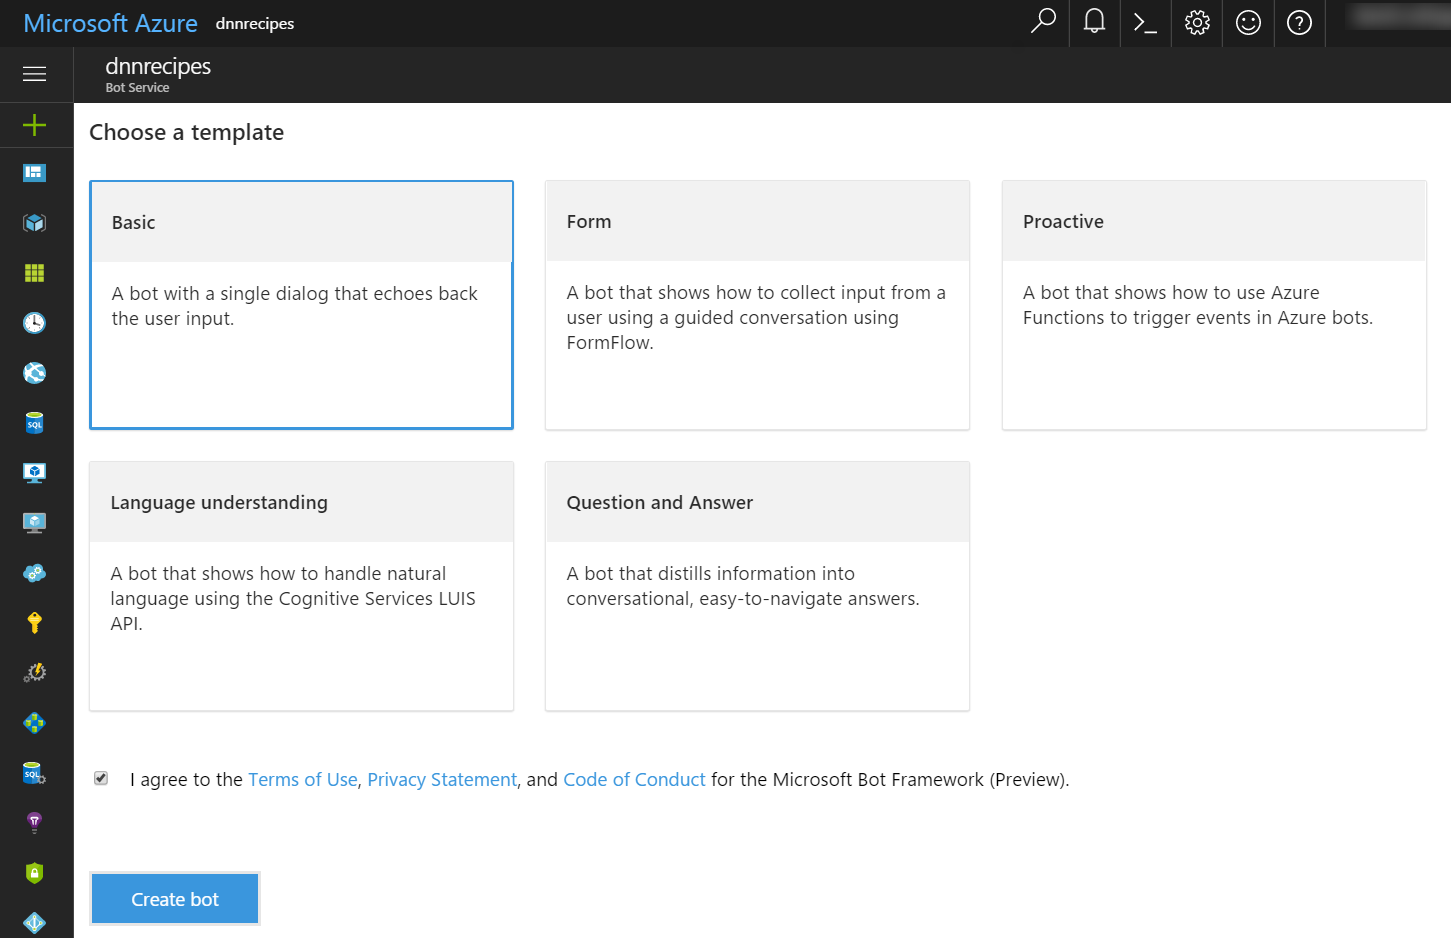 Microsoft Azure dnnrecipes
dnnrecipes
Bot Service
Choose a template
Basic
A bot with a single dialog that echoes back
the user input.
Form
A bot that shows how to collect input from a
user using a guided conversation using
FormFlow.
Proactive
A bot that shows how to use Azure
Functions to trigger events in Azure bots.
Language understanding
A bot that shows how to handle natural
language using the Cognitive Services LUIS
API.
Question and Answer
A bot that distills information into
conversational, easy-to-navigate answers.
I agree to the Terms of Use, Privacy Statement, and Code of Conduct for the Microsoft Bot Framework (Preview).
Create bot
SQL
SQL